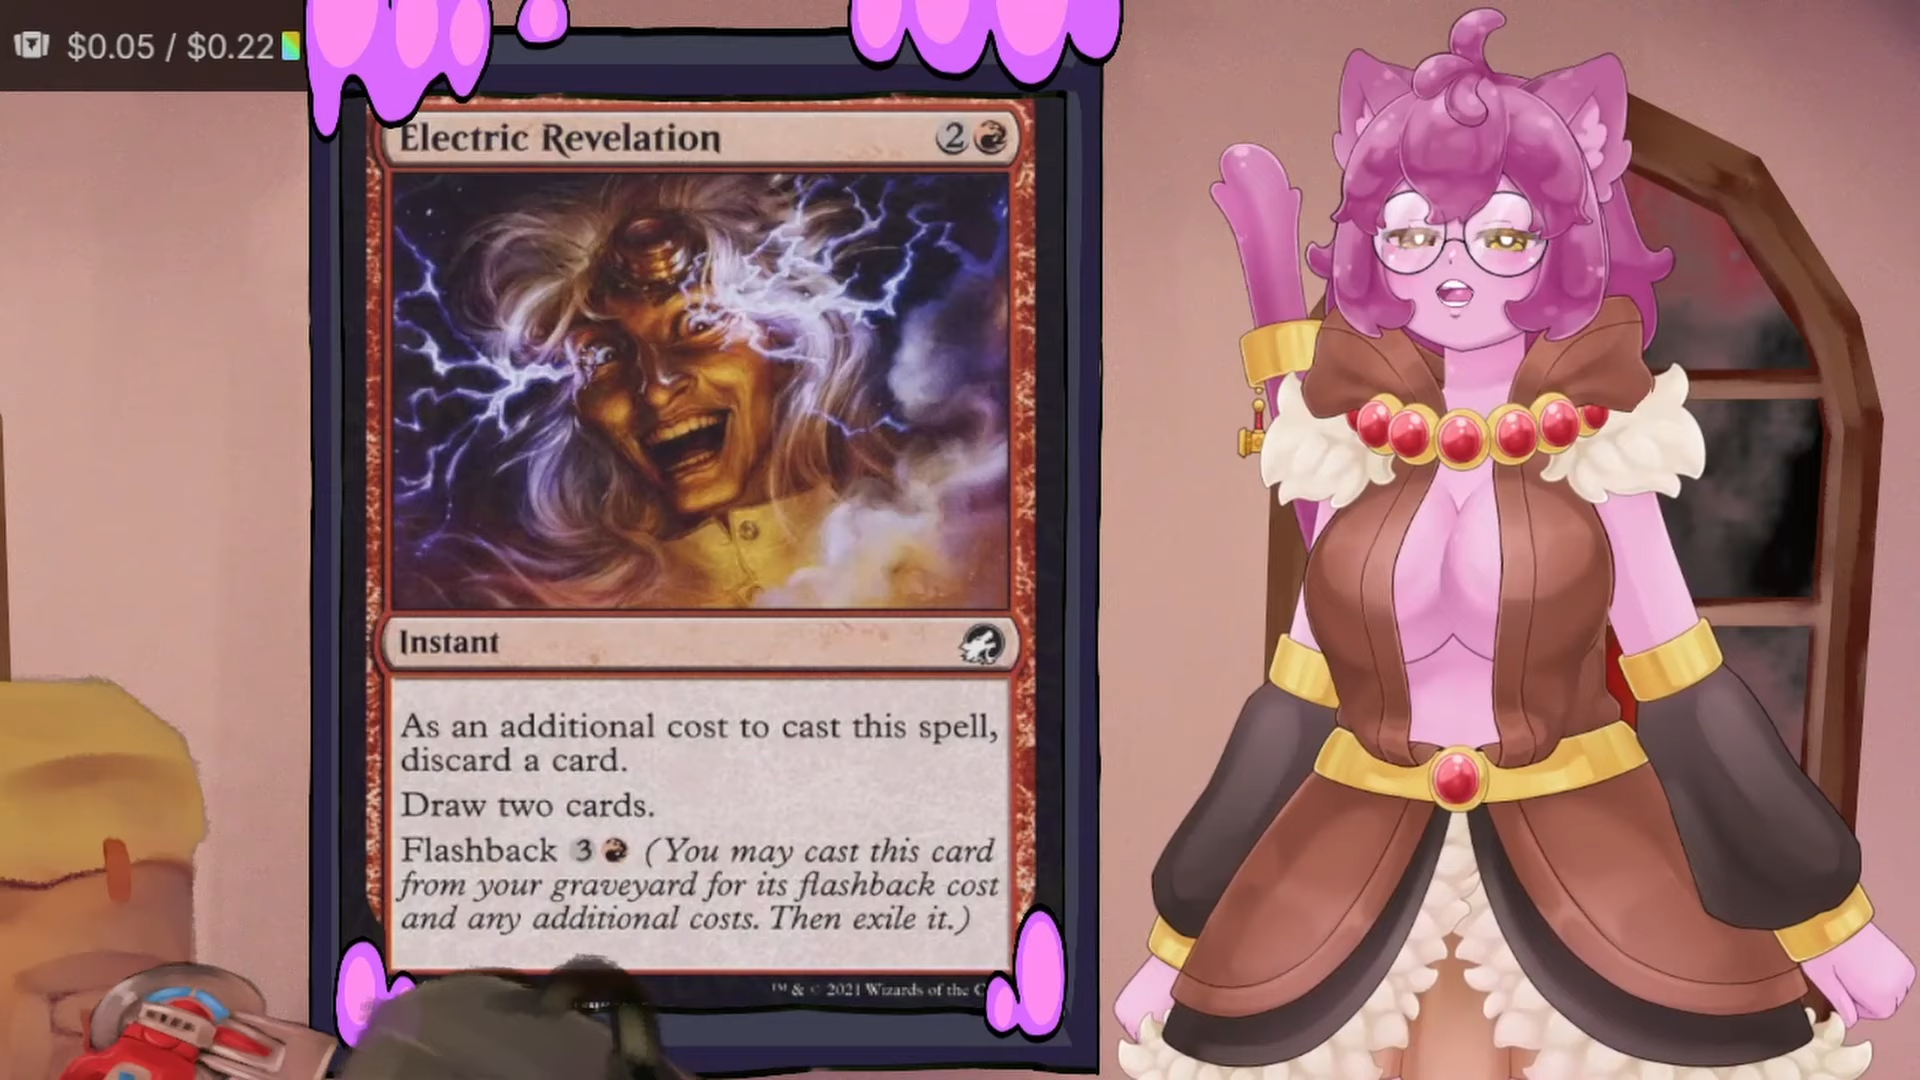 $0.05 / $0.22
Electric Revelation 2
Instant
As an additional cost to cast this spell,
discard a card.
Draw two cards.
Flashback 3 (You may cast this card
from your graveyard for its flashback cost
and any additional costs. Then exile it.)
™ & © 2021 Wizards of the C